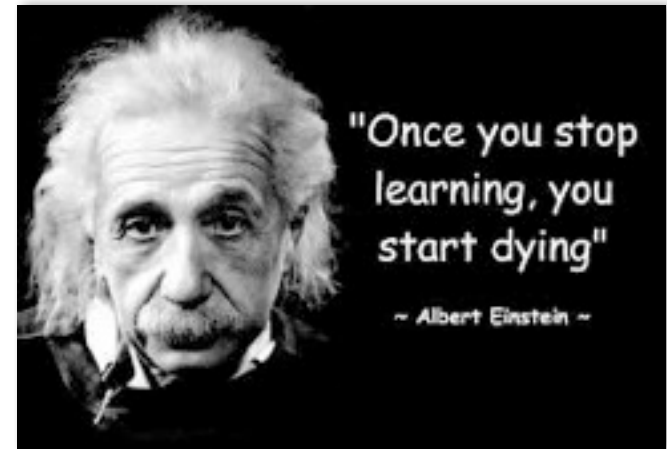 "Once you stop
learning, you
start dying"
~ Albert Einstein ~